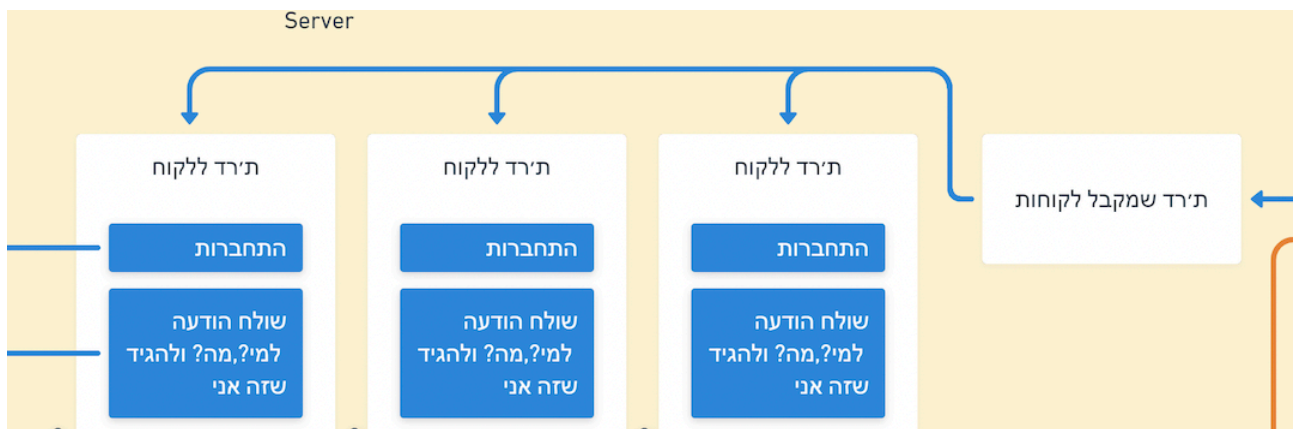 Server
ת׳רד שמקבל לקוחות
ת׳רד ללקוח
התחברות
שולח הודעה
למי?,מה? ולהגיד
שזה אני
ת׳רד ללקוח
התחברות
שולח הודעה
למי?,מה? ולהגיד
שזה אני
ת׳רד ללקוח
התחברות
שולח הודעה
למי?,מה? ולהגיד
שזה אני